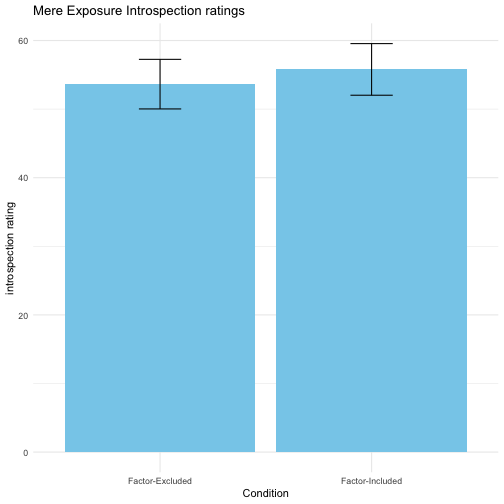 Mere Exposure Introspection ratings
60
40
20
0
introspection rating
Factor-Excluded
Factor-Included
Condition